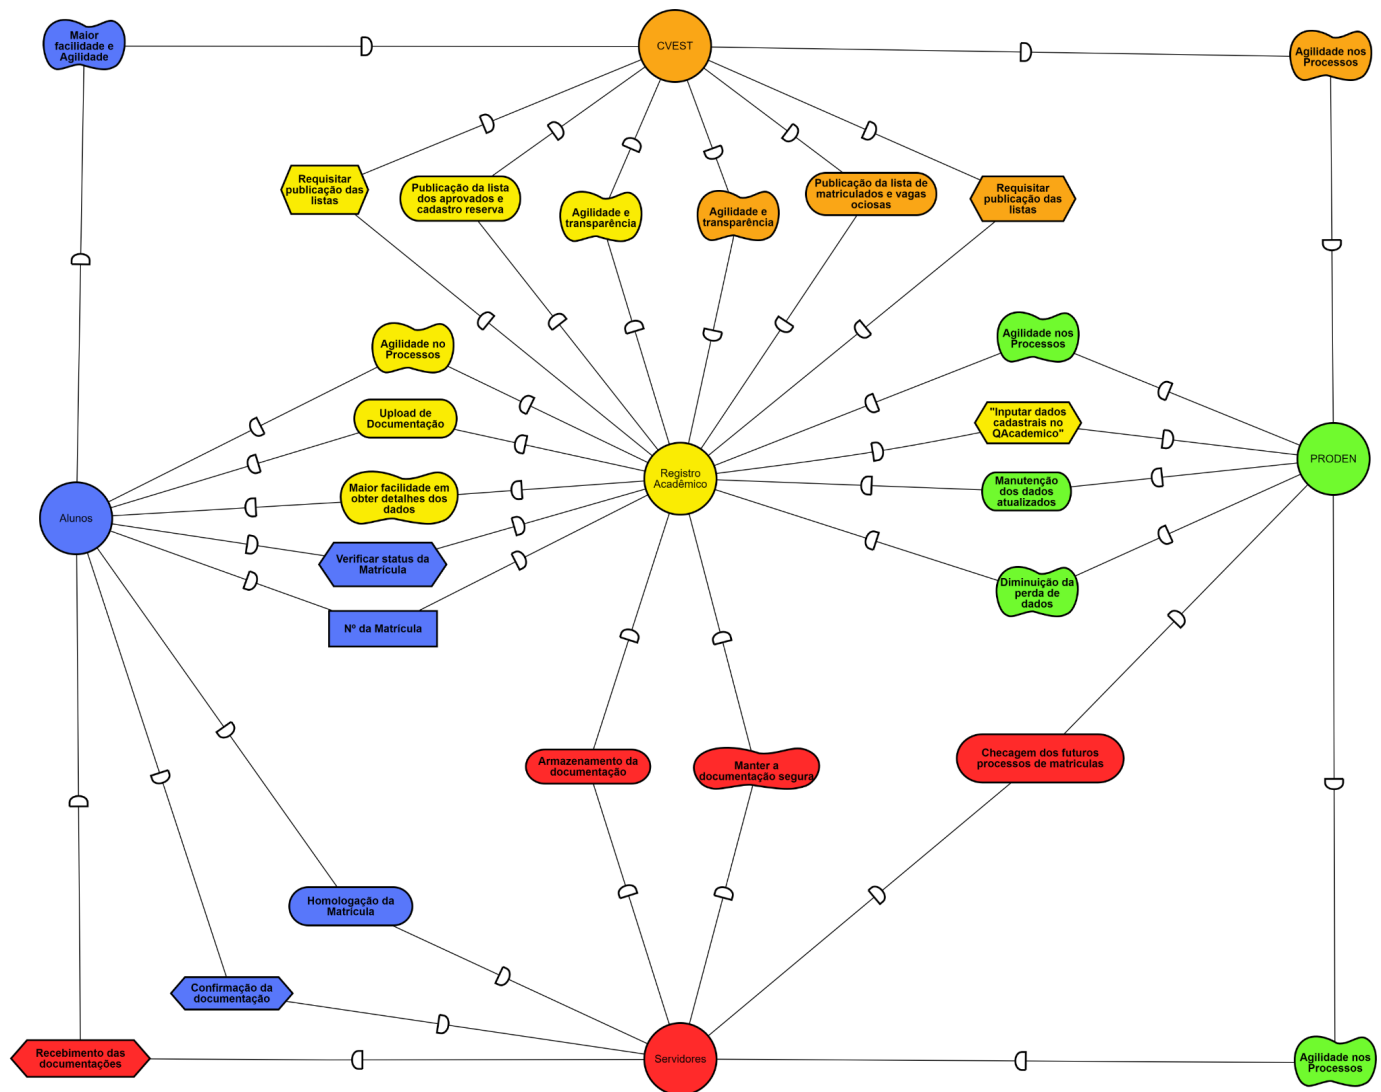 Maior
facilidade e
Agilidade
CVEST
Agilidade nos
Processos
Requisitar
publicação das
listas
Publicação da lista
dos aprovados e
cadastro reserva
Agilidade e
transparência
Agilidade e
transparência
Publicação da lista de
matriculados e vagas
ociosas
Requisitar
publicação das
listas
Agilidade no
Processos
Agilidade nos
Processos
Upload de
Documentação
"Inputar dados
cadastrais no
QAcademico"
Registro
Acadêmico
PRODEN
Maior facilidade em
obter detalhes dos
dados
Manutenção
dos dados
atualizados
Alunos
Verificar status da
Matrícula
Diminuição da
perda de
dados
Nº da Matrícula
Armazenamento da
documentação
Manter a
documentação segura
Checagem dos futuros
processos de matriculas
Homologação da
Matrícula
Confirmação da
documentação
Recebimento das
documentações
Servidores
Agilidade nos
Processos